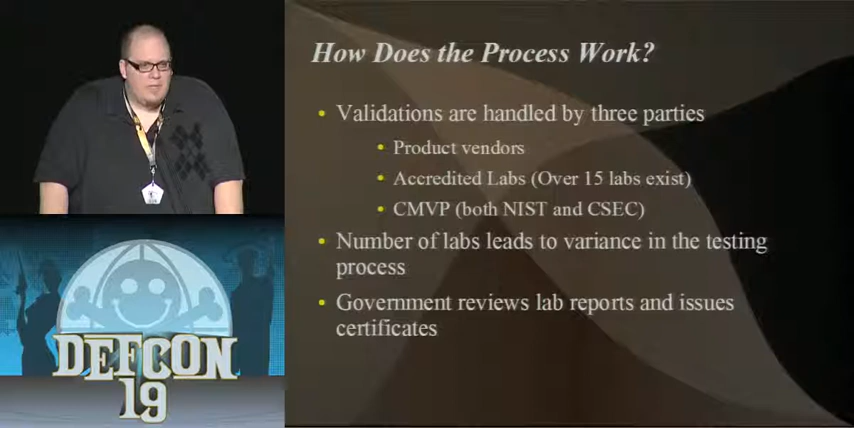 How Does the Process Work?
• Validations are handled by three parties
• Product vendors
• Accredited Labs (Over 15 labs exist)
• CMVP (both NIST and CSEC)
• Number of labs leads to variance in the testing
process
• Government reviews lab reports and issues
certificates
DEFCON
19